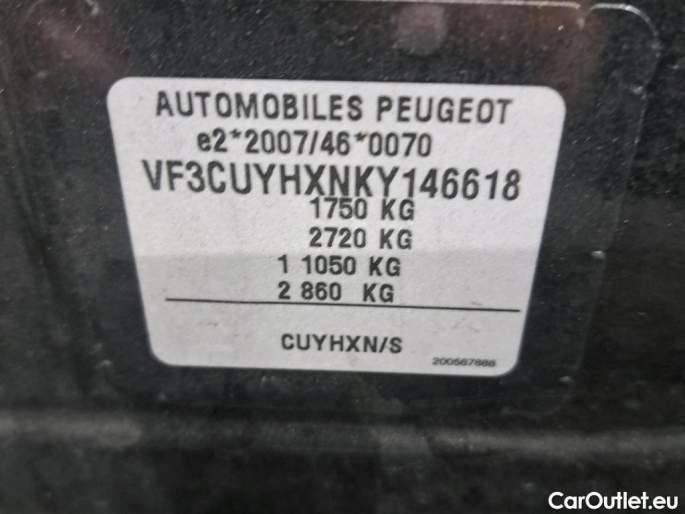 AUTOMOBILES PEUGEOT
e2*2007/46*0070
VF3CUYHXNKY146618
1750 KG
2720 KG
1 1050 KG
2 860 KG
CUYHXN/S
200567888
CarOutlet.eu